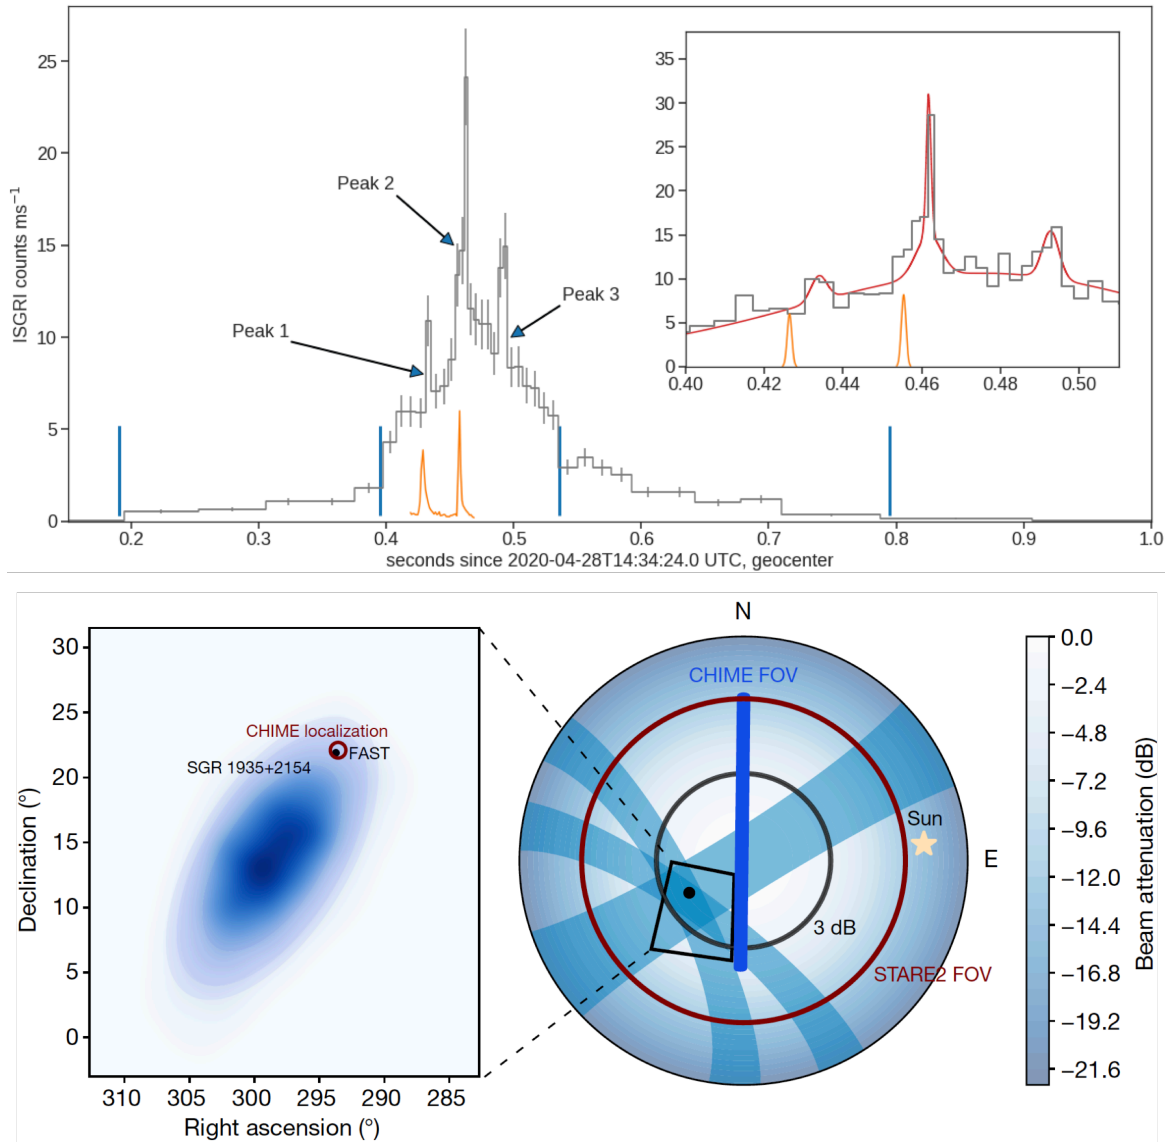 ISGRI counts ms⁻¹
25
20
15
10
5
0
Peak 1
Peak 2
Peak 3
0.2 0.3 0.4 0.5 0.6 0.7 0.8 0.9 1.0
seconds since 2020-04-28T14:34:24.0 UTC, geocenter
35
30
25
20
15
10
5
0
0.40 0.42 0.44 0.46 0.48 0.50
Declination (°)
30
25
20
15
10
5
0
CHIME localization
FAST
SGR 1935+2154
310 305 300 295 290 285
Right ascension (°)
N
CHIME FOV
Sun
E
3 dB
STARE2 FOV
0.0
−2.4
−4.8
−7.2
−9.6
−12.0
−14.4
−16.8
−19.2
−21.6
Beam attenuation (dB)